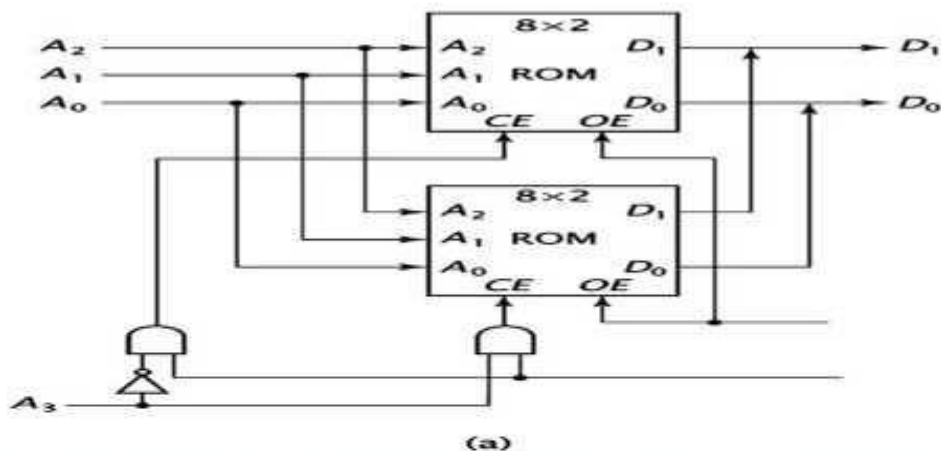 8×2
A₂ A₂ D₁ D₁
A₁ A₁ ROM
A₀ A₀ D₀ D₀
CE OE
8×2
A₂ D₁
A₁ ROM
A₀ D₀
CE OE
A₃
(a)